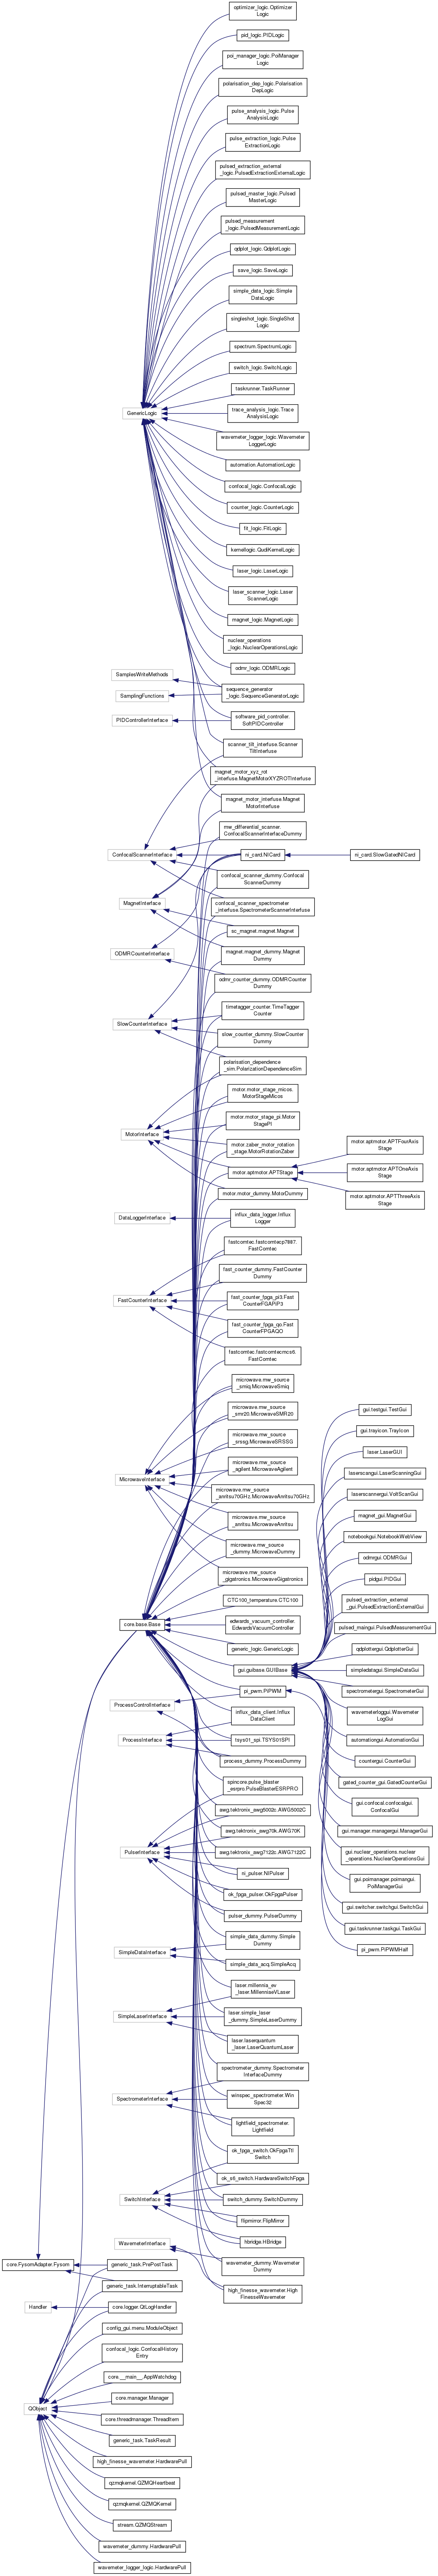 optimizer_logic.Optimizer
Logic
pid_logic.PIDLogic
poi_manager_logic.PoiManager
Logic
polarisation_dep_logic.Polarisation
DepLogic
pulse_analysis_logic.Pulse
AnalysisLogic
pulse_extraction_logic.Pulse
ExtractionLogic
pulsed_extraction_external
_logic.PulsedExtractionExternalLogic
pulsed_master_logic.Pulsed
MasterLogic
pulsed_measurement
_logic.PulsedMeasurementLogic
qdplot_logic.QdplotLogic
save_logic.SaveLogic
simple_data_logic.Simple
DataLogic
singleshot_logic.SingleShot
Logic
spectrum.SpectrumLogic
switch_logic.SwitchLogic
taskrunner.TaskRunner
GenericLogic
trace_analysis_logic.Trace
AnalysisLogic
wavemeter_logger_logic.Wavemeter
LoggerLogic
automation.AutomationLogic
confocal_logic.ConfocalLogic
counter_logic.CounterLogic
fit_logic.FitLogic
kernellogic.QudiKernelLogic
laser_logic.LaserLogic
laser_scanner_logic.Laser
ScannerLogic
magnet_logic.MagnetLogic
nuclear_operations
_logic.NuclearOperationsLogic
odmr_logic.ODMRLogic
SamplesWriteMethods
sequence_generator
_logic.SequenceGeneratorLogic
SamplingFunctions
PIDControllerInterface
software_pid_controller.
SoftPIDController
scanner_tilt_interfuse.Scanner
TiltInterfuse
magnet_motor_xyz_rot
_interfuse.MagnetMotorXYZROTInterfuse
magnet_motor_interfuse.Magnet
MotorInterfuse
mw_differential_scanner.
ConfocalScannerInterfaceDummy
ConfocalScannerInterface
ni_card.NICard
ni_card.SlowGatedNICard
confocal_scanner_dummy.Confocal
ScannerDummy
MagnetInterface
confocal_scanner_spectrometer
_interfuse.SpectrometerScannerInterfuse
sc_magnet.magnet.Magnet
ODMRCounterInterface
magnet.magnet_dummy.Magnet
Dummy
odmr_counter_dummy.ODMRCounter
Dummy
timetagger_counter.TimeTagger
Counter
SlowCounterInterface
slow_counter_dummy.SlowCounter
Dummy
polarisation_dependence
_sim.PolarizationDependenceSim
motor.motor_stage_micos.
MotorStageMicos
motor.motor_stage_pi.Motor
StagePI
MotorInterface
motor.zaber_motor_rotation
_stage.MotorRotationZaber
motor.aptmotor.APTFourAxis
Stage
motor.aptmotor.APTStage
motor.aptmotor.APTOneAxis
Stage
motor.motor_dummy.MotorDummy
motor.aptmotor.APTThreeAxis
Stage
DataLoggerInterface
influx_data_logger.Influx
Logger
fastcomtec.fastcomtecp7887.
FastComtec
fast_counter_dummy.FastCounter
Dummy
FastCounterInterface
fast_counter_fpga_pi3.Fast
CounterFGAPiP3
fast_counter_fpga_qo.Fast
CounterFPGAQO
fastcomtec.fastcomtecmcs6.
FastComtec
microwave.mw_source
_smiq.MicrowaveSmiq
microwave.mw_source
_smr20.MicrowaveSMR20
microwave.mw_source
_srssg.MicrowaveSRSSG
MicrowaveInterface
microwave.mw_source
_agilent.MicrowaveAgilent
microwave.mw_source
_anritsu70GHz.MicrowaveAnritsu70GHz
microwave.mw_source
_anritsu.MicrowaveAnritsu
microwave.mw_source
_dummy.MicrowaveDummy
microwave.mw_source
_gigatronics.MicrowaveGigatronics
CTC100_temperature.CTC100
core.base.Base
edwards_vacuum_controller.
EdwardsVacuumController
generic_logic.GenericLogic
gui.guibase.GUIBase
gui.testgui.TestGui
gui.trayicon.TrayIcon
laser.LaserGUI
laserscangui.LaserScanningGui
laserscannergui.VoltScanGui
magnet_gui.MagnetGui
notebookgui.NotebookWebView
odmrgui.ODMRGui
pidgui.PIDGui
pulsed_extraction_external
_gui.PulsedExtractionExternalGui
pulsed_maingui.PulsedMeasurementGui
qdplottergui.QdplotterGui
simpledatagui.SimpleDataGui
spectrometergui.SpectrometerGui
wavemeterloggui.Wavemeter
LogGui
automationgui.AutomationGui
countergui.CounterGui
gated_counter_gui.GatedCounterGui
gui.confocal.confocalgui.
ConfocalGui
gui.manager.managergui.ManagerGui
gui.nuclear_operations.nuclear
_operations.NuclearOperationsGui
gui.poimanager.poimangui.
PoiManagerGui
gui.switcher.switchgui.SwitchGui
gui.taskrunner.taskgui.TaskGui
pi_pwm.PiPWMHalf
pi_pwm.PiPWM
ProcessControlInterface
influx_data_client.Influx
DataClient
ProcessInterface
tsys01_spi.TSYS01SPI
process_dummy.ProcessDummy
spincore.pulse_blaster
_esrpro.PulseBlasterESRPRO
awg.tektronix_awg5002c.AWG5002C
awg.tektronix_awg70k.AWG70K
PulserInterface
awg.tektronix_awg7122c.AWG7122C
ni_pulser.NIPulser
ok_fpga_pulser.OkFpgaPulser
pulser_dummy.PulserDummy
simple_data_dummy.Simple
Dummy
SimpleDataInterface
simple_data_acq.SimpleAcq
laser.millennia_ev
_laser.MillenniaeVLaser
SimpleLaserInterface
laser.simple_laser
_dummy.SimpleLaserDummy
laser.laserquantum
_laser.LaserQuantumLaser
spectrometer_dummy.Spectrometer
InterfaceDummy
SpectrometerInterface
winspec_spectrometer.Win
Spec32
lightfield_spectrometer.
Lightfield
ok_fpga_switch.OkFpgaTtl
Switch
ok_s6_switch.HardwareSwitchFpga
SwitchInterface
switch_dummy.SwitchDummy
flipmirror.FlipMirror
hbridge.HBridge
WavemeterInterface
wavemeter_dummy.Wavemeter
Dummy
core.FysomAdapter.Fysom
generic_task.PrePostTask
generic_task.InterruptableTask
high_finesse_wavemeter.High
FinesseWavemeter
Handler
core.logger.QtLogHandler
config_gui.menu.ModuleObject
confocal_logic.ConfocalHistory
Entry
core.__main__.AppWatchdog
core.manager.Manager
QObject
core.threadmanager.ThreadItem
generic_task.TaskResult
high_finesse_wavemeter.HardwarePull
qzmqkernel.QZMQHeartbeat
qzmqkernel.QZMQKernel
stream.QZMQStream
wavemeter_dummy.HardwarePull
wavemeter_logger_logic.HardwarePull